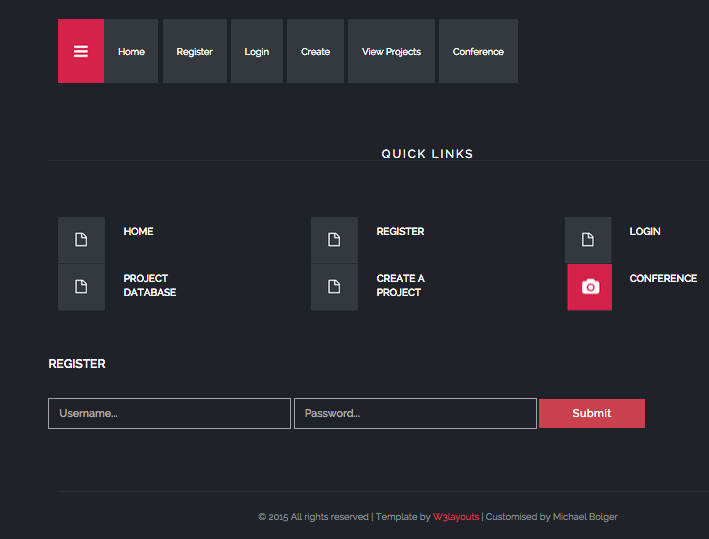 Home Register Login Create View Projects Conference
QUICK LINKS
HOME REGISTER LOGIN
PROJECT DATABASE
CREATE A PROJECT
CONFERENCE
REGISTER
Username... Password... Submit
© 2015 All rights reserved | Template by W3layouts | Customised by Michael Bolger